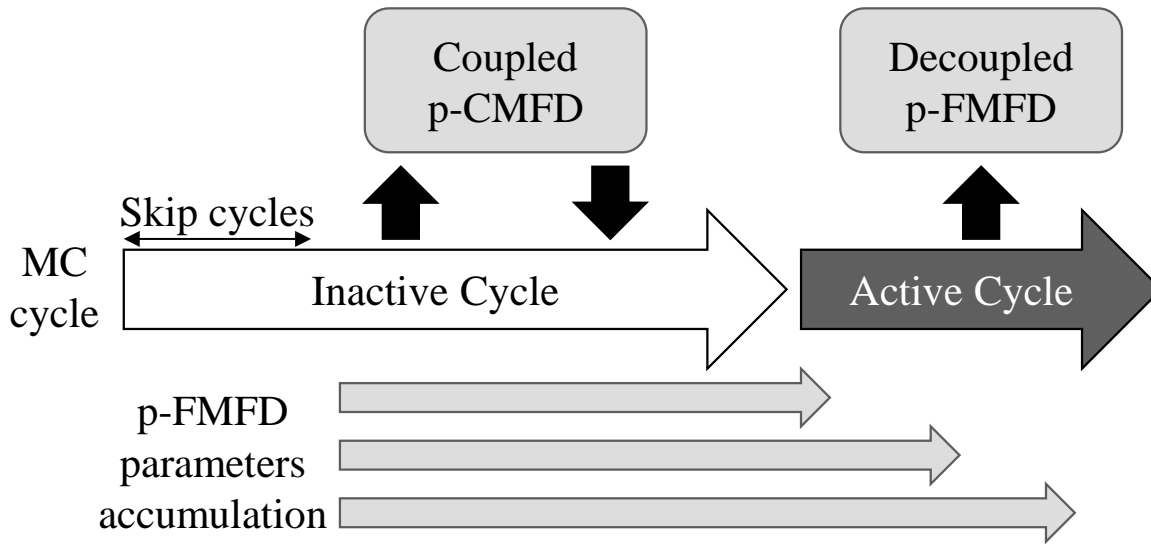 Coupled
p-CMFD
Decoupled
p-FMFD
Skip cycles
MC
cycle
Inactive Cycle
Active Cycle
p-FMFD
parameters
accumulation